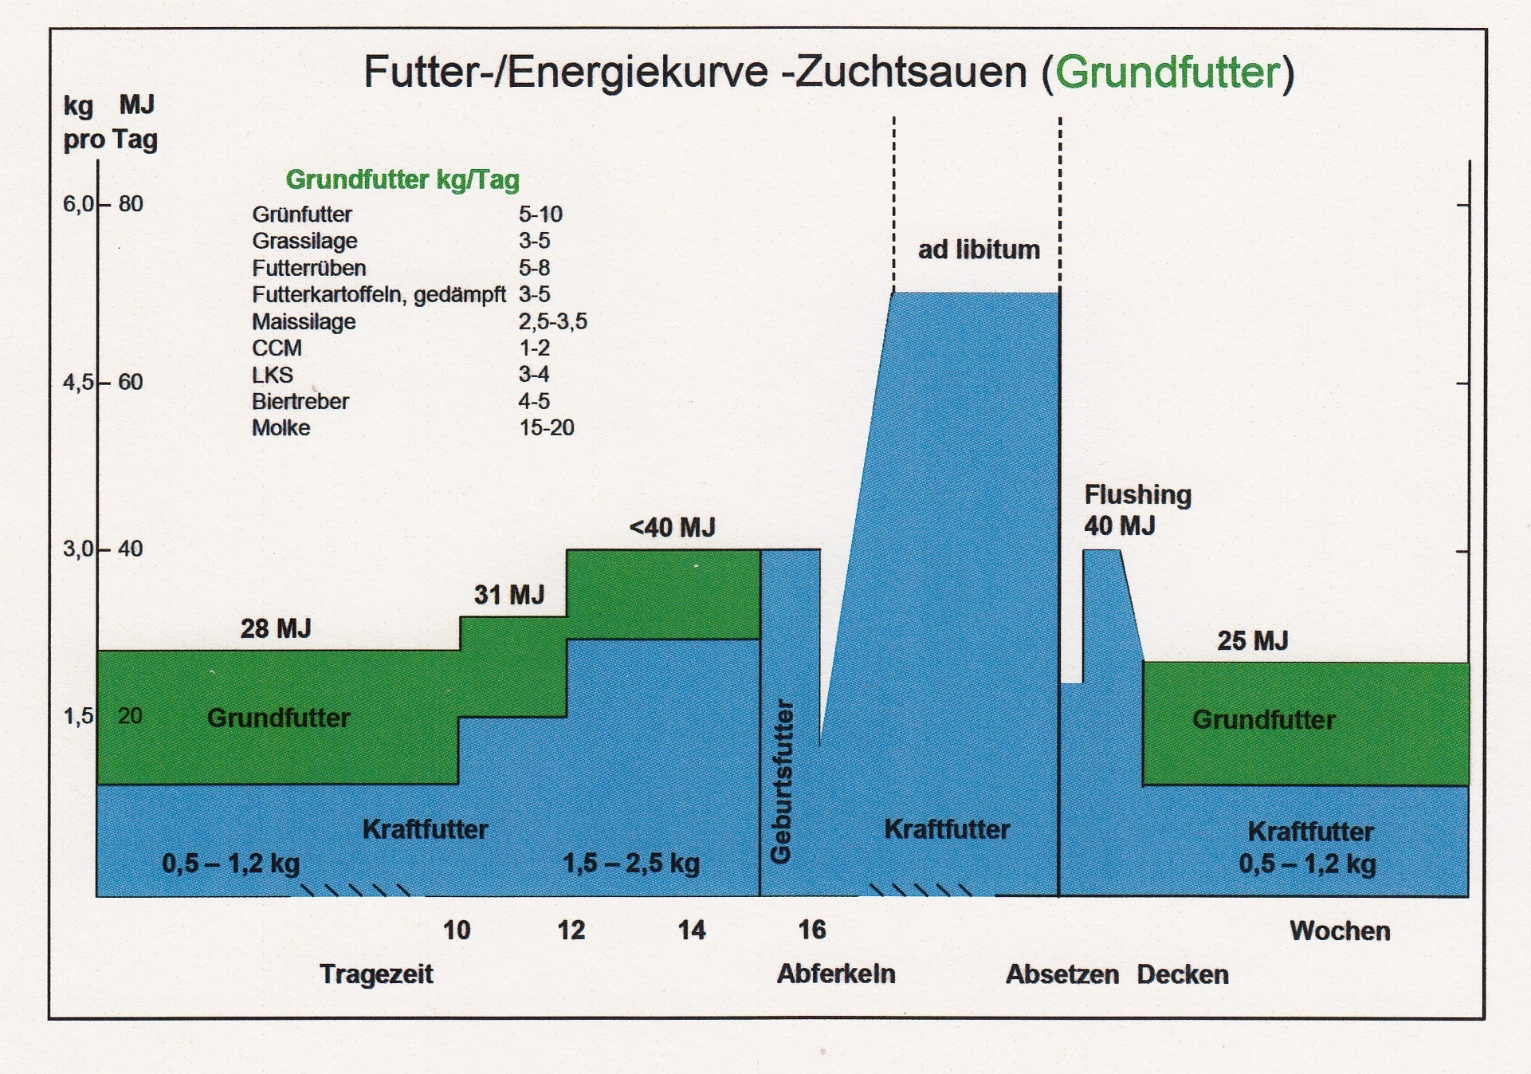 Futter-/Energiekurve -Zuchtsauen (Grundfutter)
kg MJ
pro Tag
Grundfutter kg/Tag
6,0 80
Grünfutter 5-10
Grassilage 3-5
Futterrüben 5-8
Futterkartoffeln, gedämpft 3-5
Maissilage 2,5-3,5
CCM 1-2
LKS 3-4
Biertreber 4-5
Molke 15-20
ad libitum
4,5 60
Flushing
40 MJ
<40 MJ
3,0 40
31 MJ
28 MJ
25 MJ
1,5 20
Grundfutter
Grundfutter
Geburtsfutter
Kraftfutter
Kraftfutter
Kraftfutter
0,5 – 1,2 kg
1,5 – 2,5 kg
0,5 – 1,2 kg
10 12 14 16 Wochen
Tragezeit Abferkeln Absetzen Decken